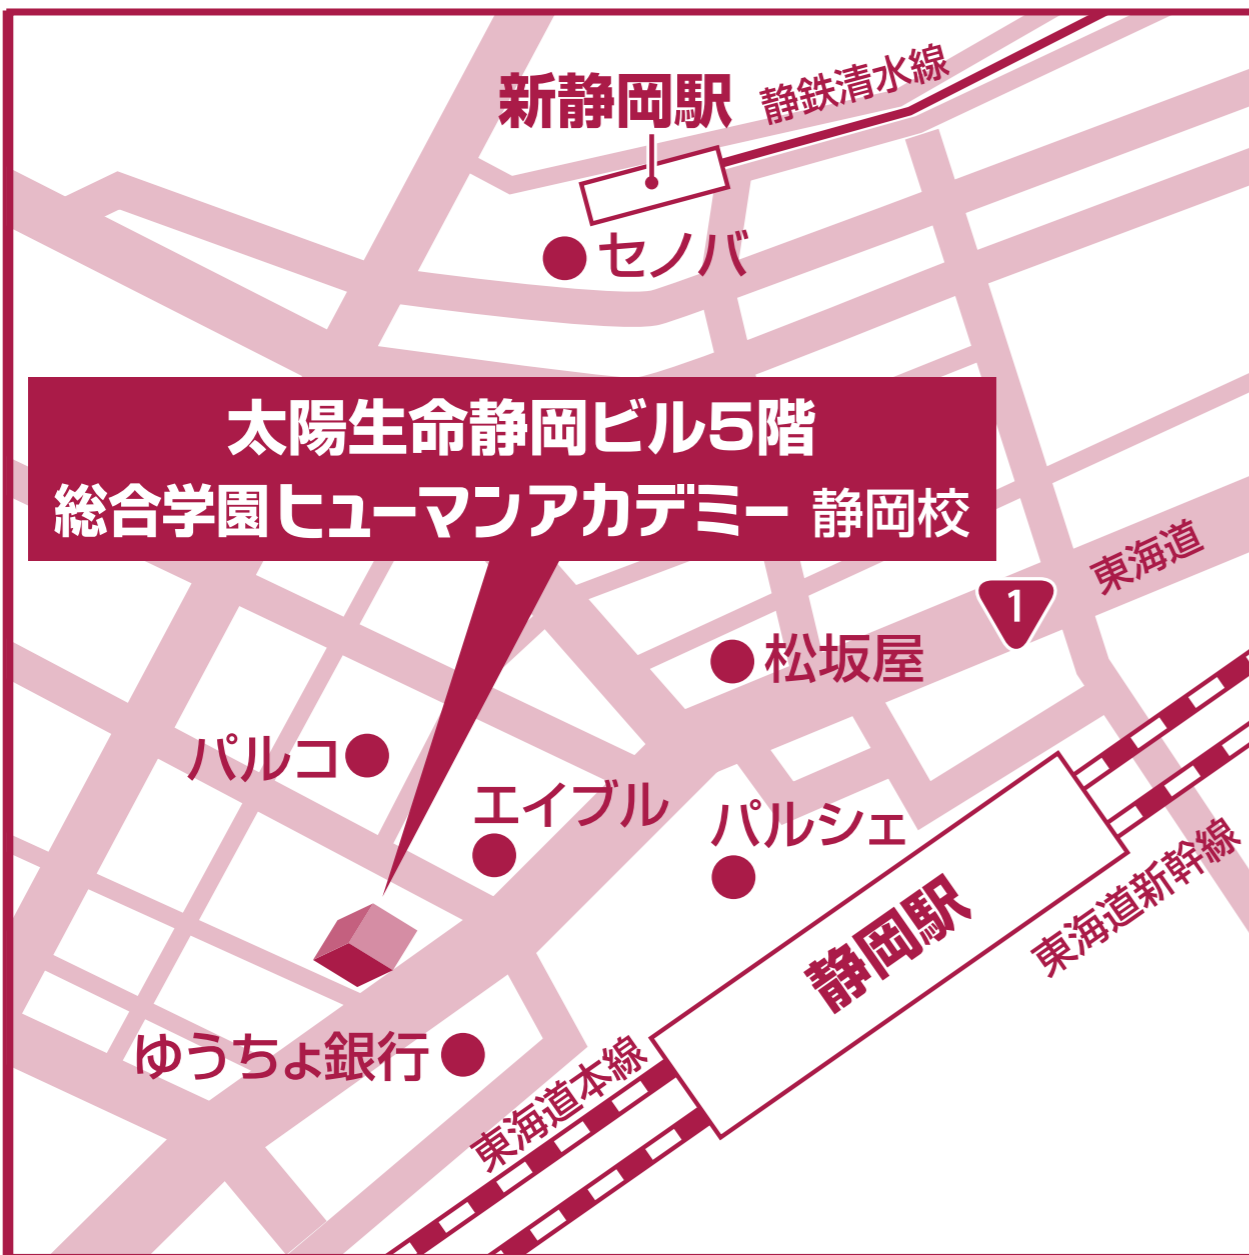 新静岡駅
静鉄清水線
セノバ
太陽生命静岡ビル5階
総合学園ヒューマンアカデミー 静岡校
東海道
1
松坂屋
パルコ
エイブル
パルシェ
静岡駅
東海道新幹線
ゆうちょ銀行
東海道本線